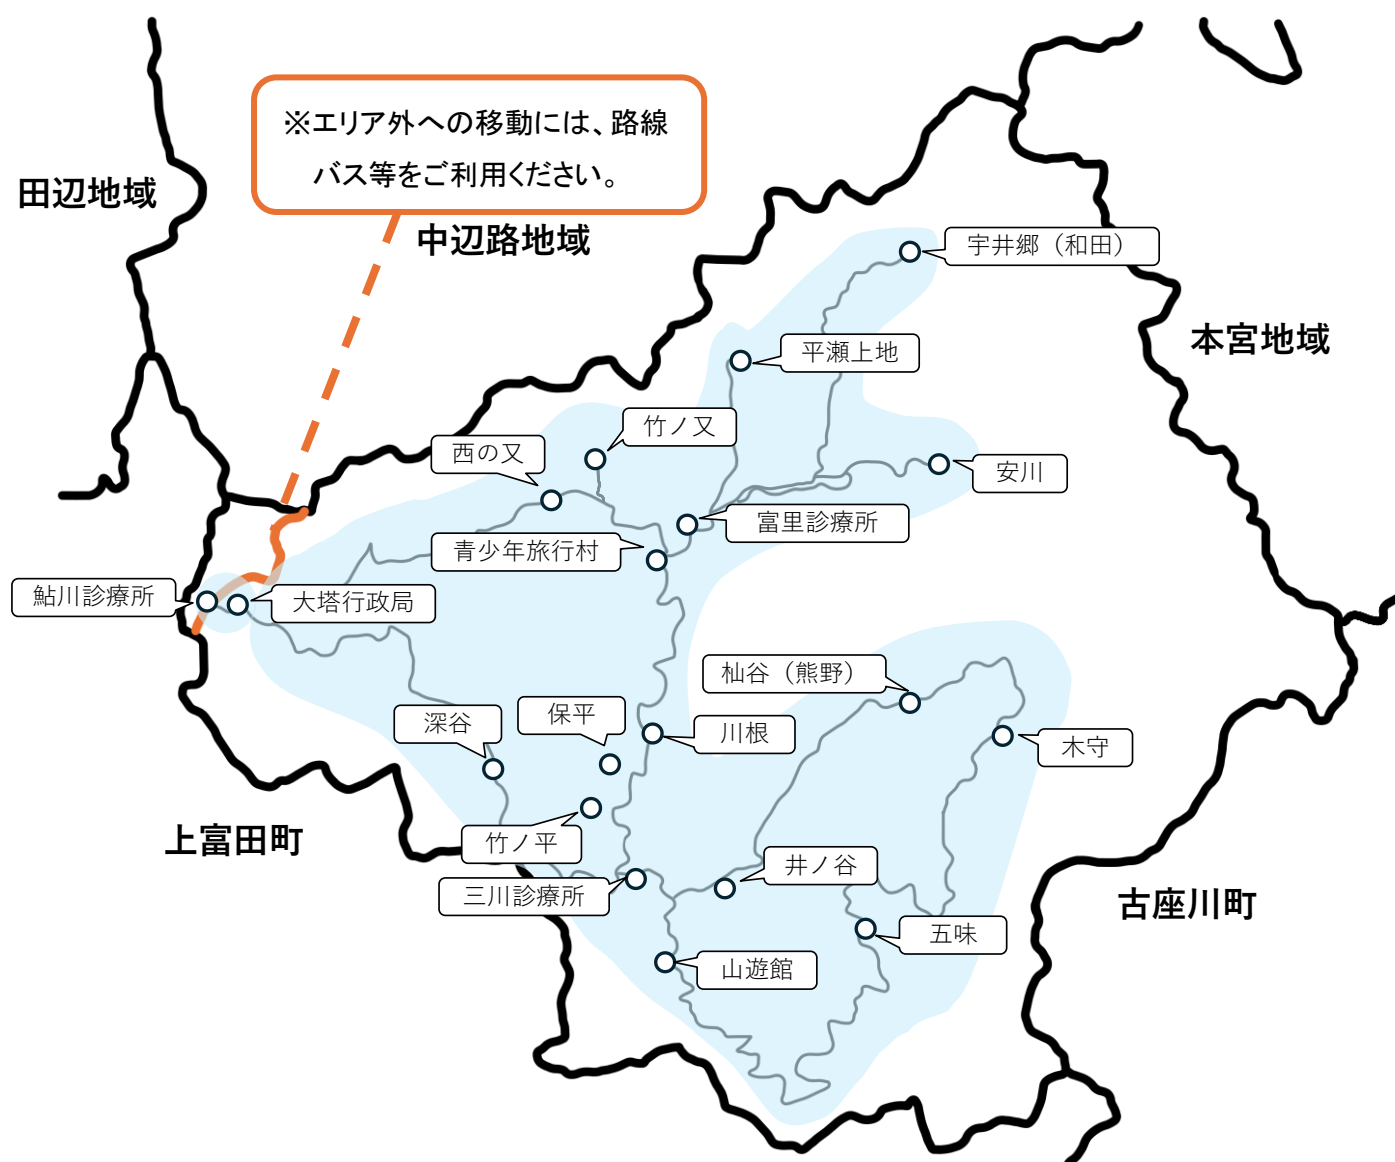 ※エリア外への移動には、路線
バス等をご利用ください。
田辺地域
中辺路地域
宇井郷（和田）
本宮地域
平瀬上地
竹ノ又
西の又
安川
富里診療所
青少年旅行村
鮎川診療所
大塔行政局
杣谷（熊野）
保平
深谷
川根
木守
上富田町
竹ノ平
井ノ谷
三川診療所
古座川町
五味
山遊館